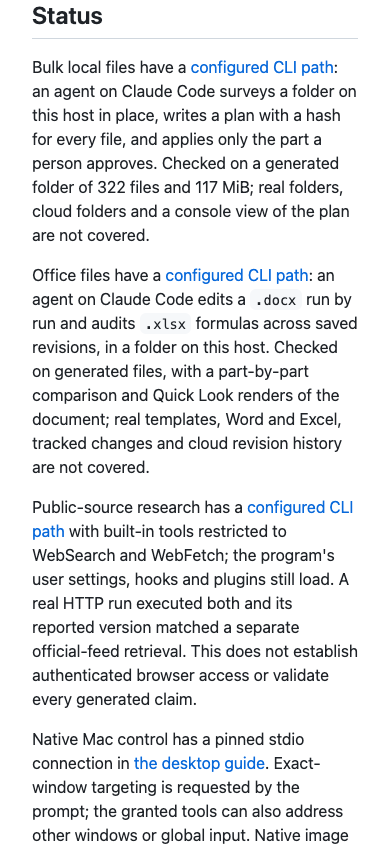 Status
Bulk local files have a configured CLI path:
an agent on Claude Code surveys a folder on
this host in place, writes a plan with a hash
for every file, and applies only the part a
person approves. Checked on a generated
folder of 322 files and 117 MiB; real folders,
cloud folders and a console view of the plan
are not covered.
Office files have a configured CLI path: an
agent on Claude Code edits a .docx run by
run and audits .xlsx formulas across saved
revisions, in a folder on this host. Checked
on generated files, with a part-by-part
comparison and Quick Look renders of the
document; real templates, Word and Excel,
tracked changes and cloud revision history
are not covered.
Public-source research has a configured CLI
path with built-in tools restricted to
WebSearch and WebFetch; the program's
user settings, hooks and plugins still load. A
real HTTP run executed both and its
reported version matched a separate
official-feed retrieval. This does not establish
authenticated browser access or validate
every generated claim.
Native Mac control has a pinned stdio
connection in the desktop guide. Exact-
window targeting is requested by the
prompt; the granted tools can also address
other windows or global input. Native image